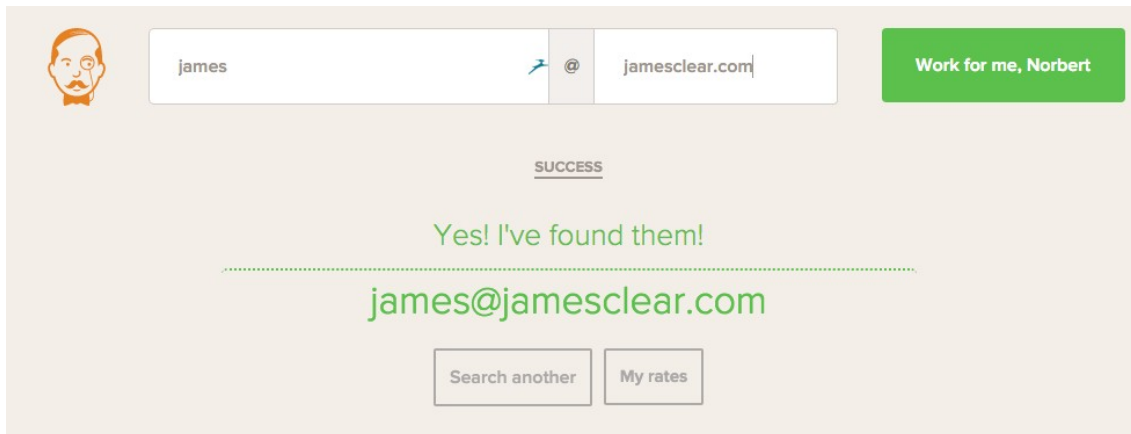 james @ jamesclear.com Work for me, Norbert
SUCCESS
Yes! I've found them!
james@jamesclear.com
Search another My rates